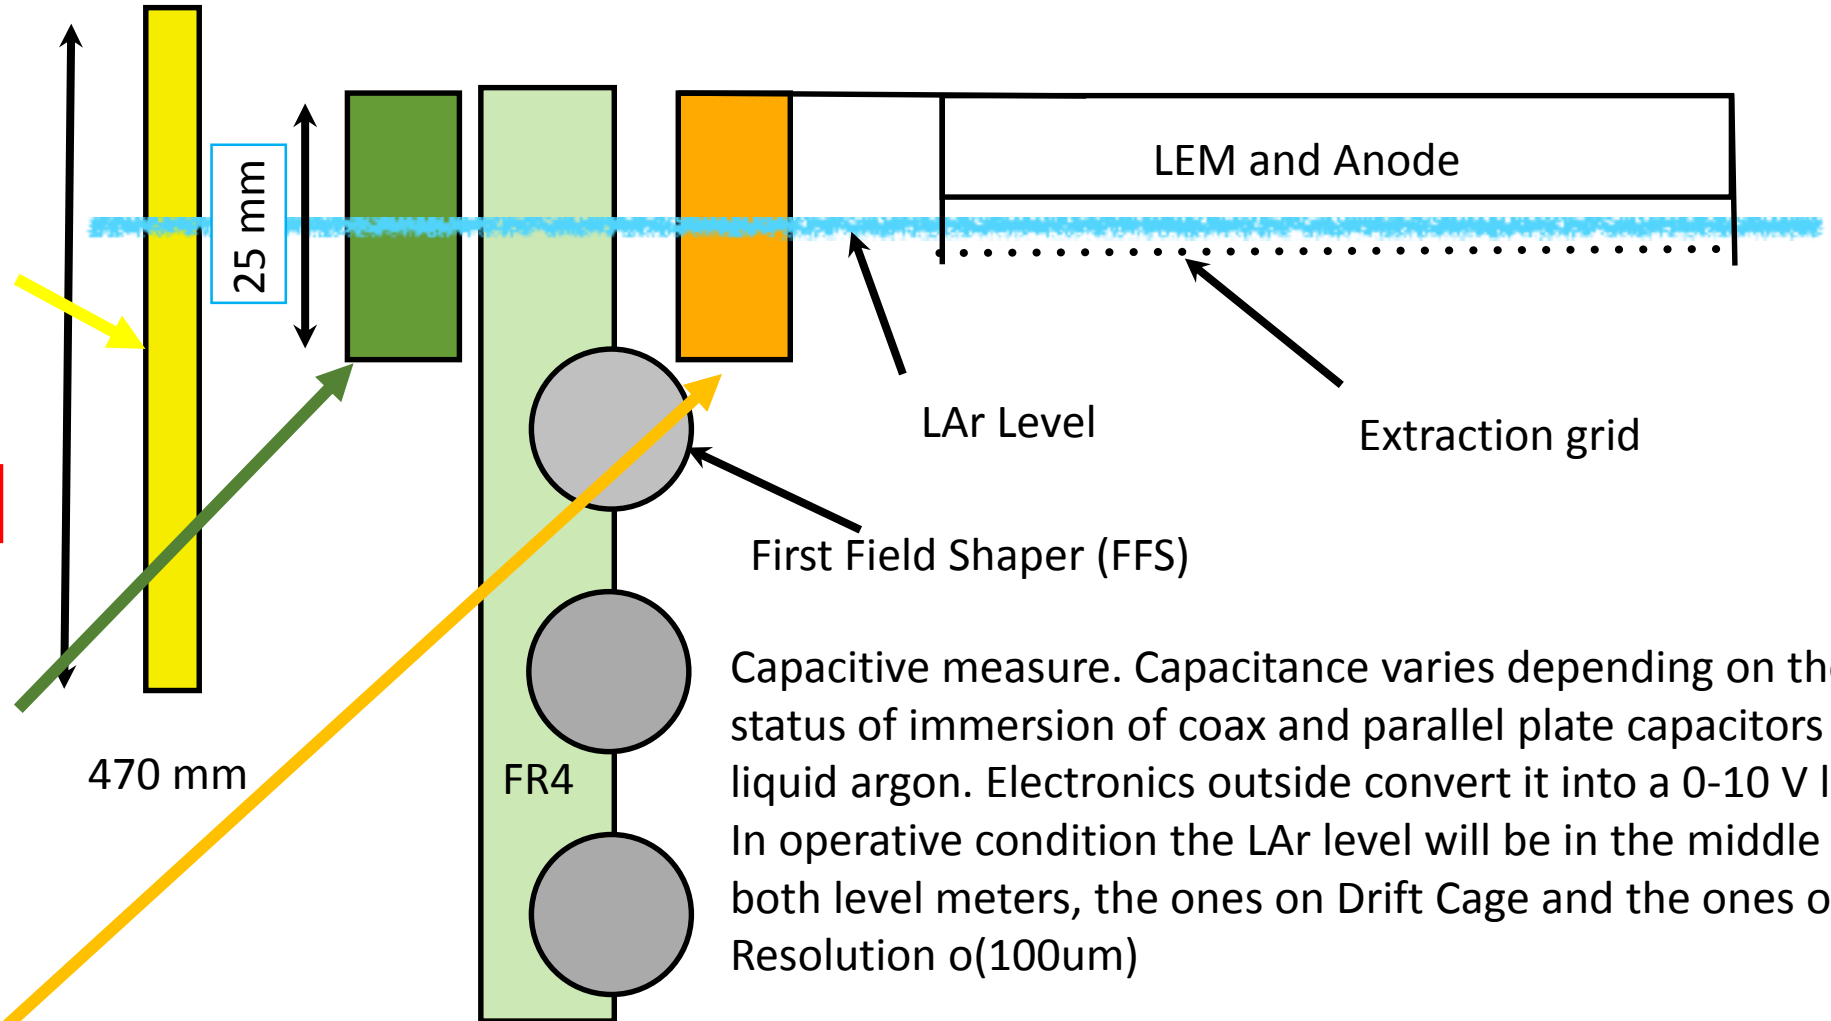 LEM and Anode
25 mm
LAr Level
Extraction grid
First Field Shaper (FFS)
470 mm
FR4
Capacitive measure. Capacitance varies depending on the
status of immersion of coax and parallel plate capacitors
liquid argon. Electronics outside convert it into a 0-10 V
In operative condition the LAr level will be in the middle
both level meters, the ones on Drift Cage and the ones
Resolution o(100um)